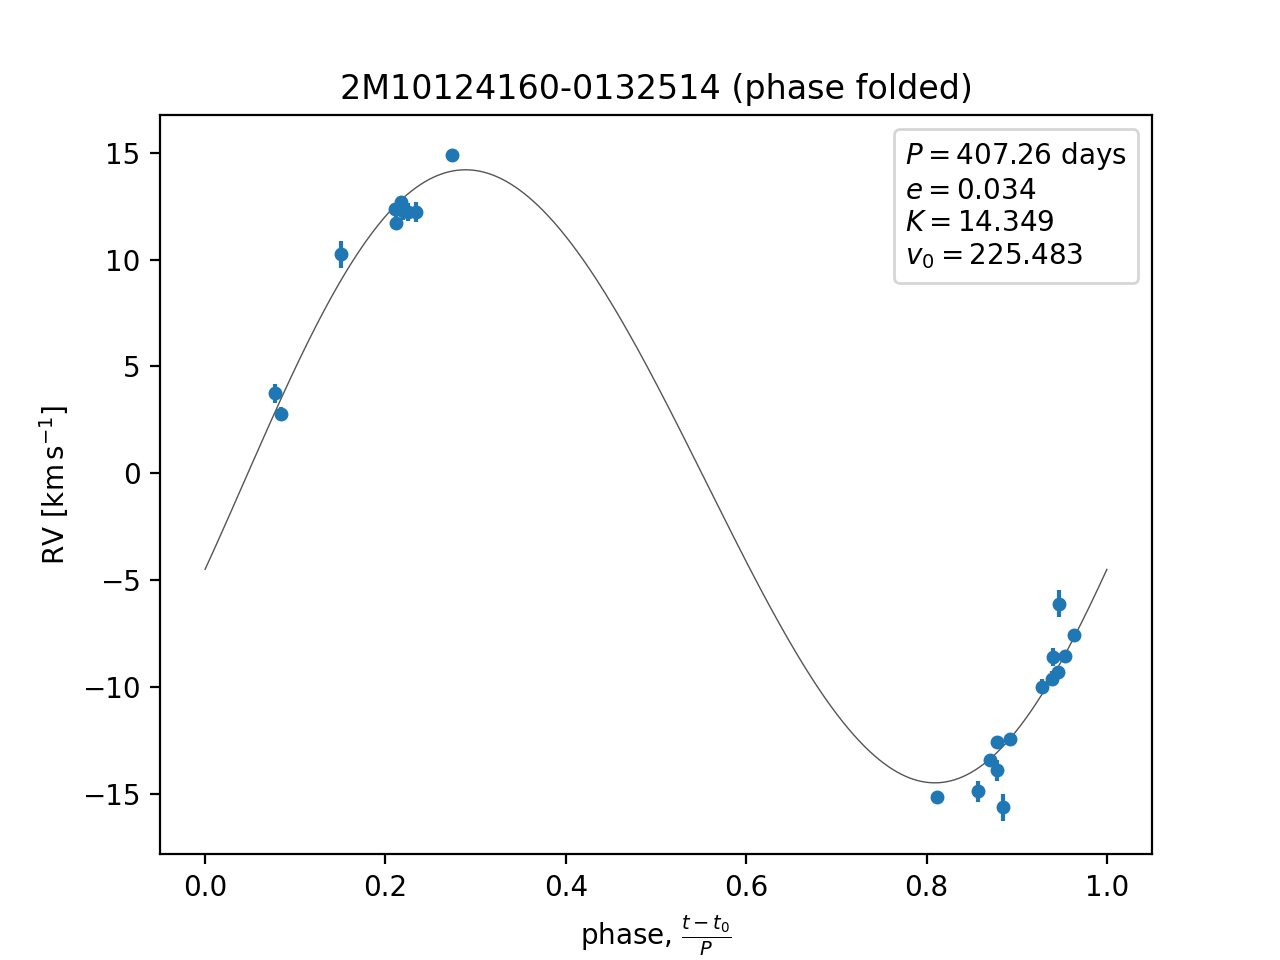 2M10124160-0132514 (phase folded)
P = 407.26 days
e = 0.034
K = 14.349
v₀ = 225.483
RV [km s⁻¹]
15
10
5
0
−5
−10
−15
0.0 0.2 0.4 0.6 0.8 1.0
phase, (t − t₀)/P